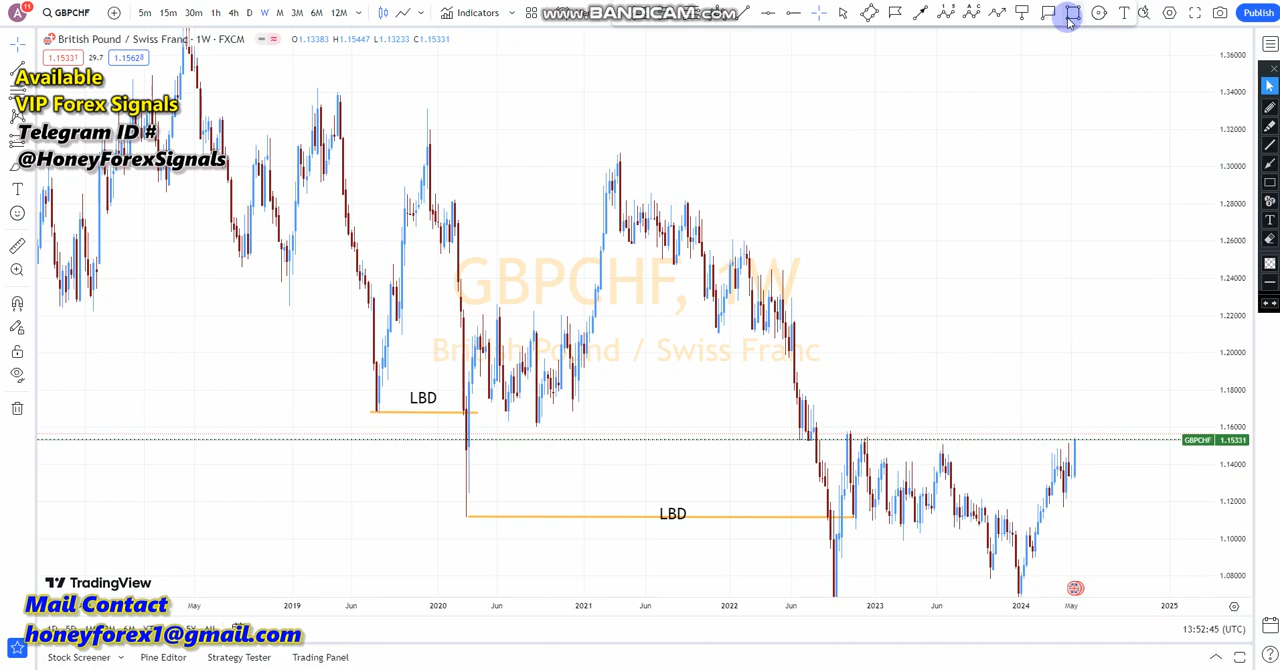 GBPCHF 5m 15m 30m 1h 4h D W M 3M 6M 12M Indicators WWW.BANDICAM.COM Publish
British Pound / Swiss Franc · 1W · FXCM O1.13383 H1.15447 L1.13233 C1.15331
1.15331 29.7 1.15628
Available
VIP Forex Signals
Telegram ID #
@HoneyForexSignals
GBPCHF, 1W
British Pound / Swiss Franc
LBD
LBD
1.36000
1.34000
1.32000
1.30000
1.28000
1.26000
1.24000
1.22000
1.20000
1.18000
1.16000
GBPCHF 1.15331
1.14000
1.12000
1.10000
1.08000
TradingView
Mail Contact
May 2019 Jun 2020 Jun 2021 Jun 2022 Jun 2023 Jun 2024 May 2025
honeyforex1@gmail.com
13:52:45 (UTC)
Stock Screener Pine Editor Strategy Tester Trading Panel